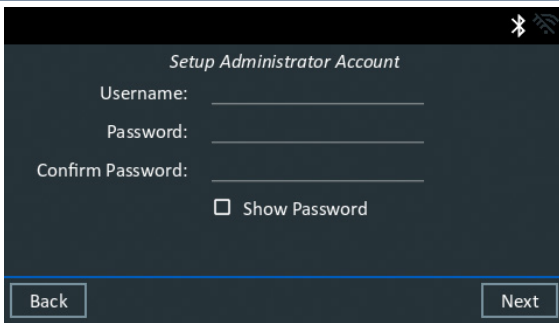 Setup Administrator Account
Username:
Password:
Confirm Password:
Show Password
Back
Next